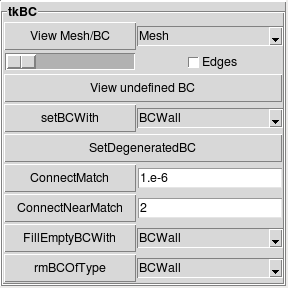 tkBC
View Mesh/BC Mesh
Edges
View undefined BC
setBCWith BCWall
SetDegeneratedBC
ConnectMatch 1.e-6
ConnectNearMatch 2
FillEmptyBCWith BCWall
rmBCOfType BCWall